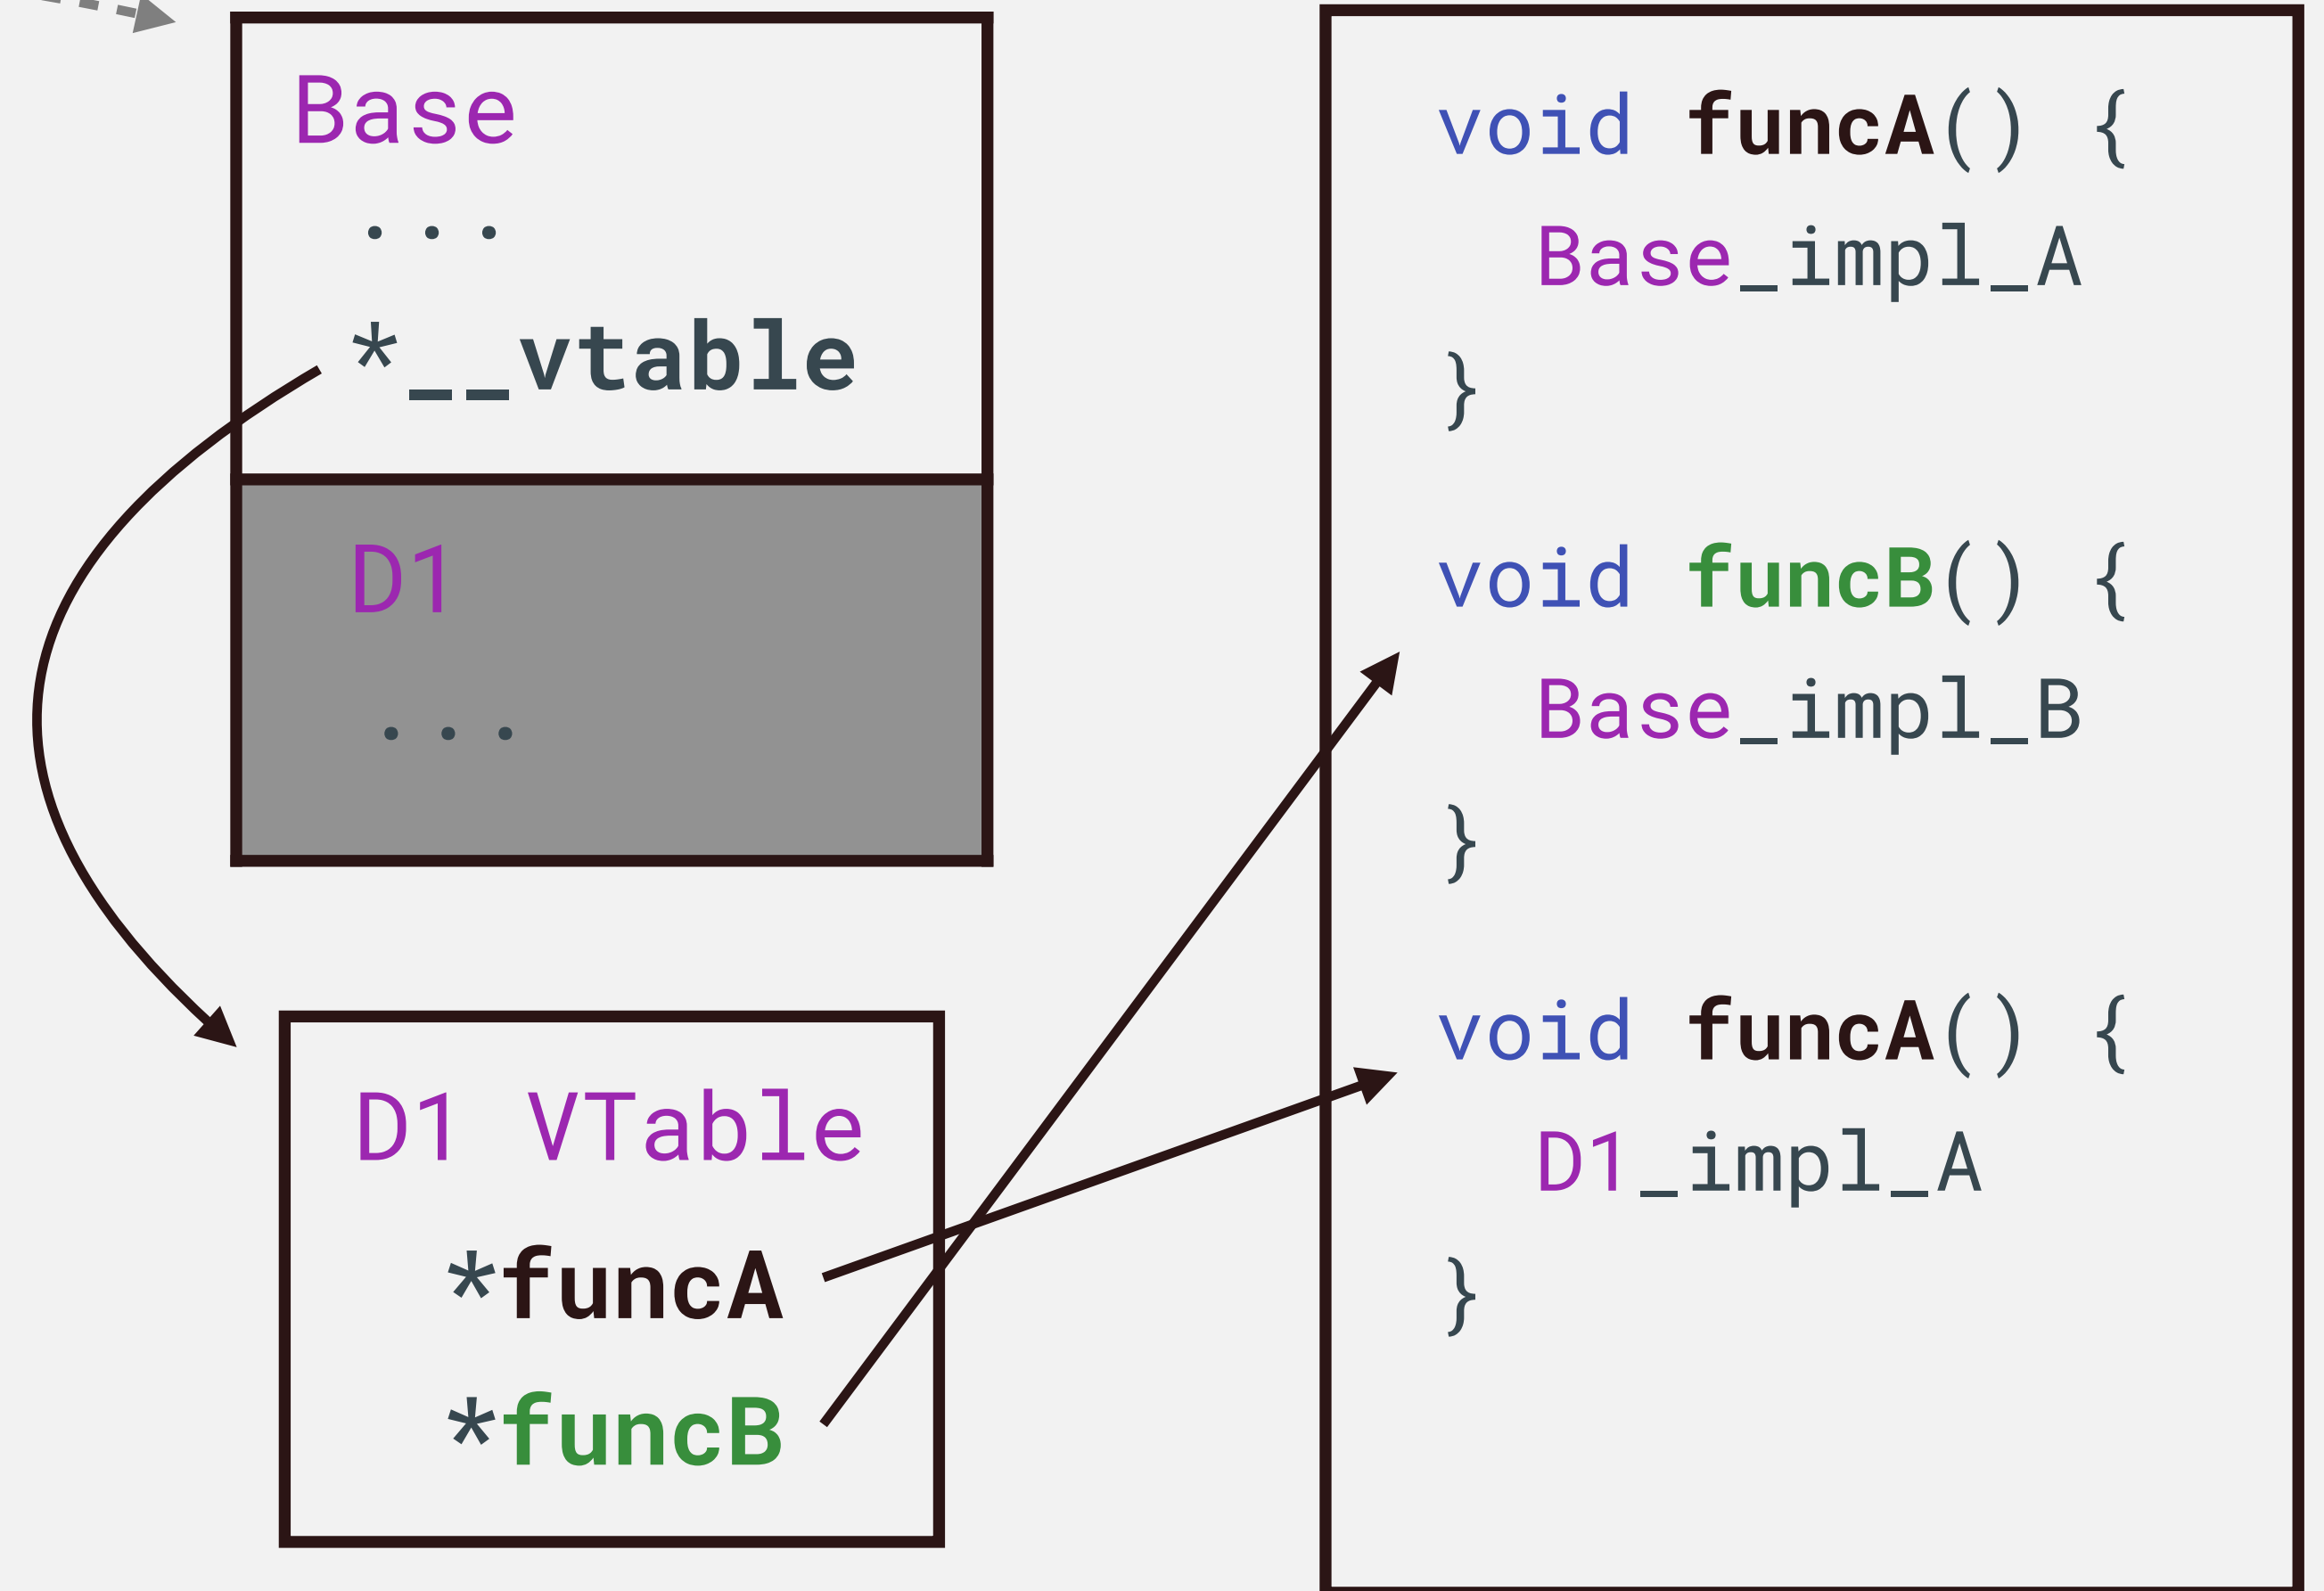 Base
...
*__vtable
D1
...
D1 VTable
*funcA
*funcB
void funcA() {
Base_impl_A
}
void funcB() {
Base_impl_B
}
void funcA() {
D1_impl_A
}